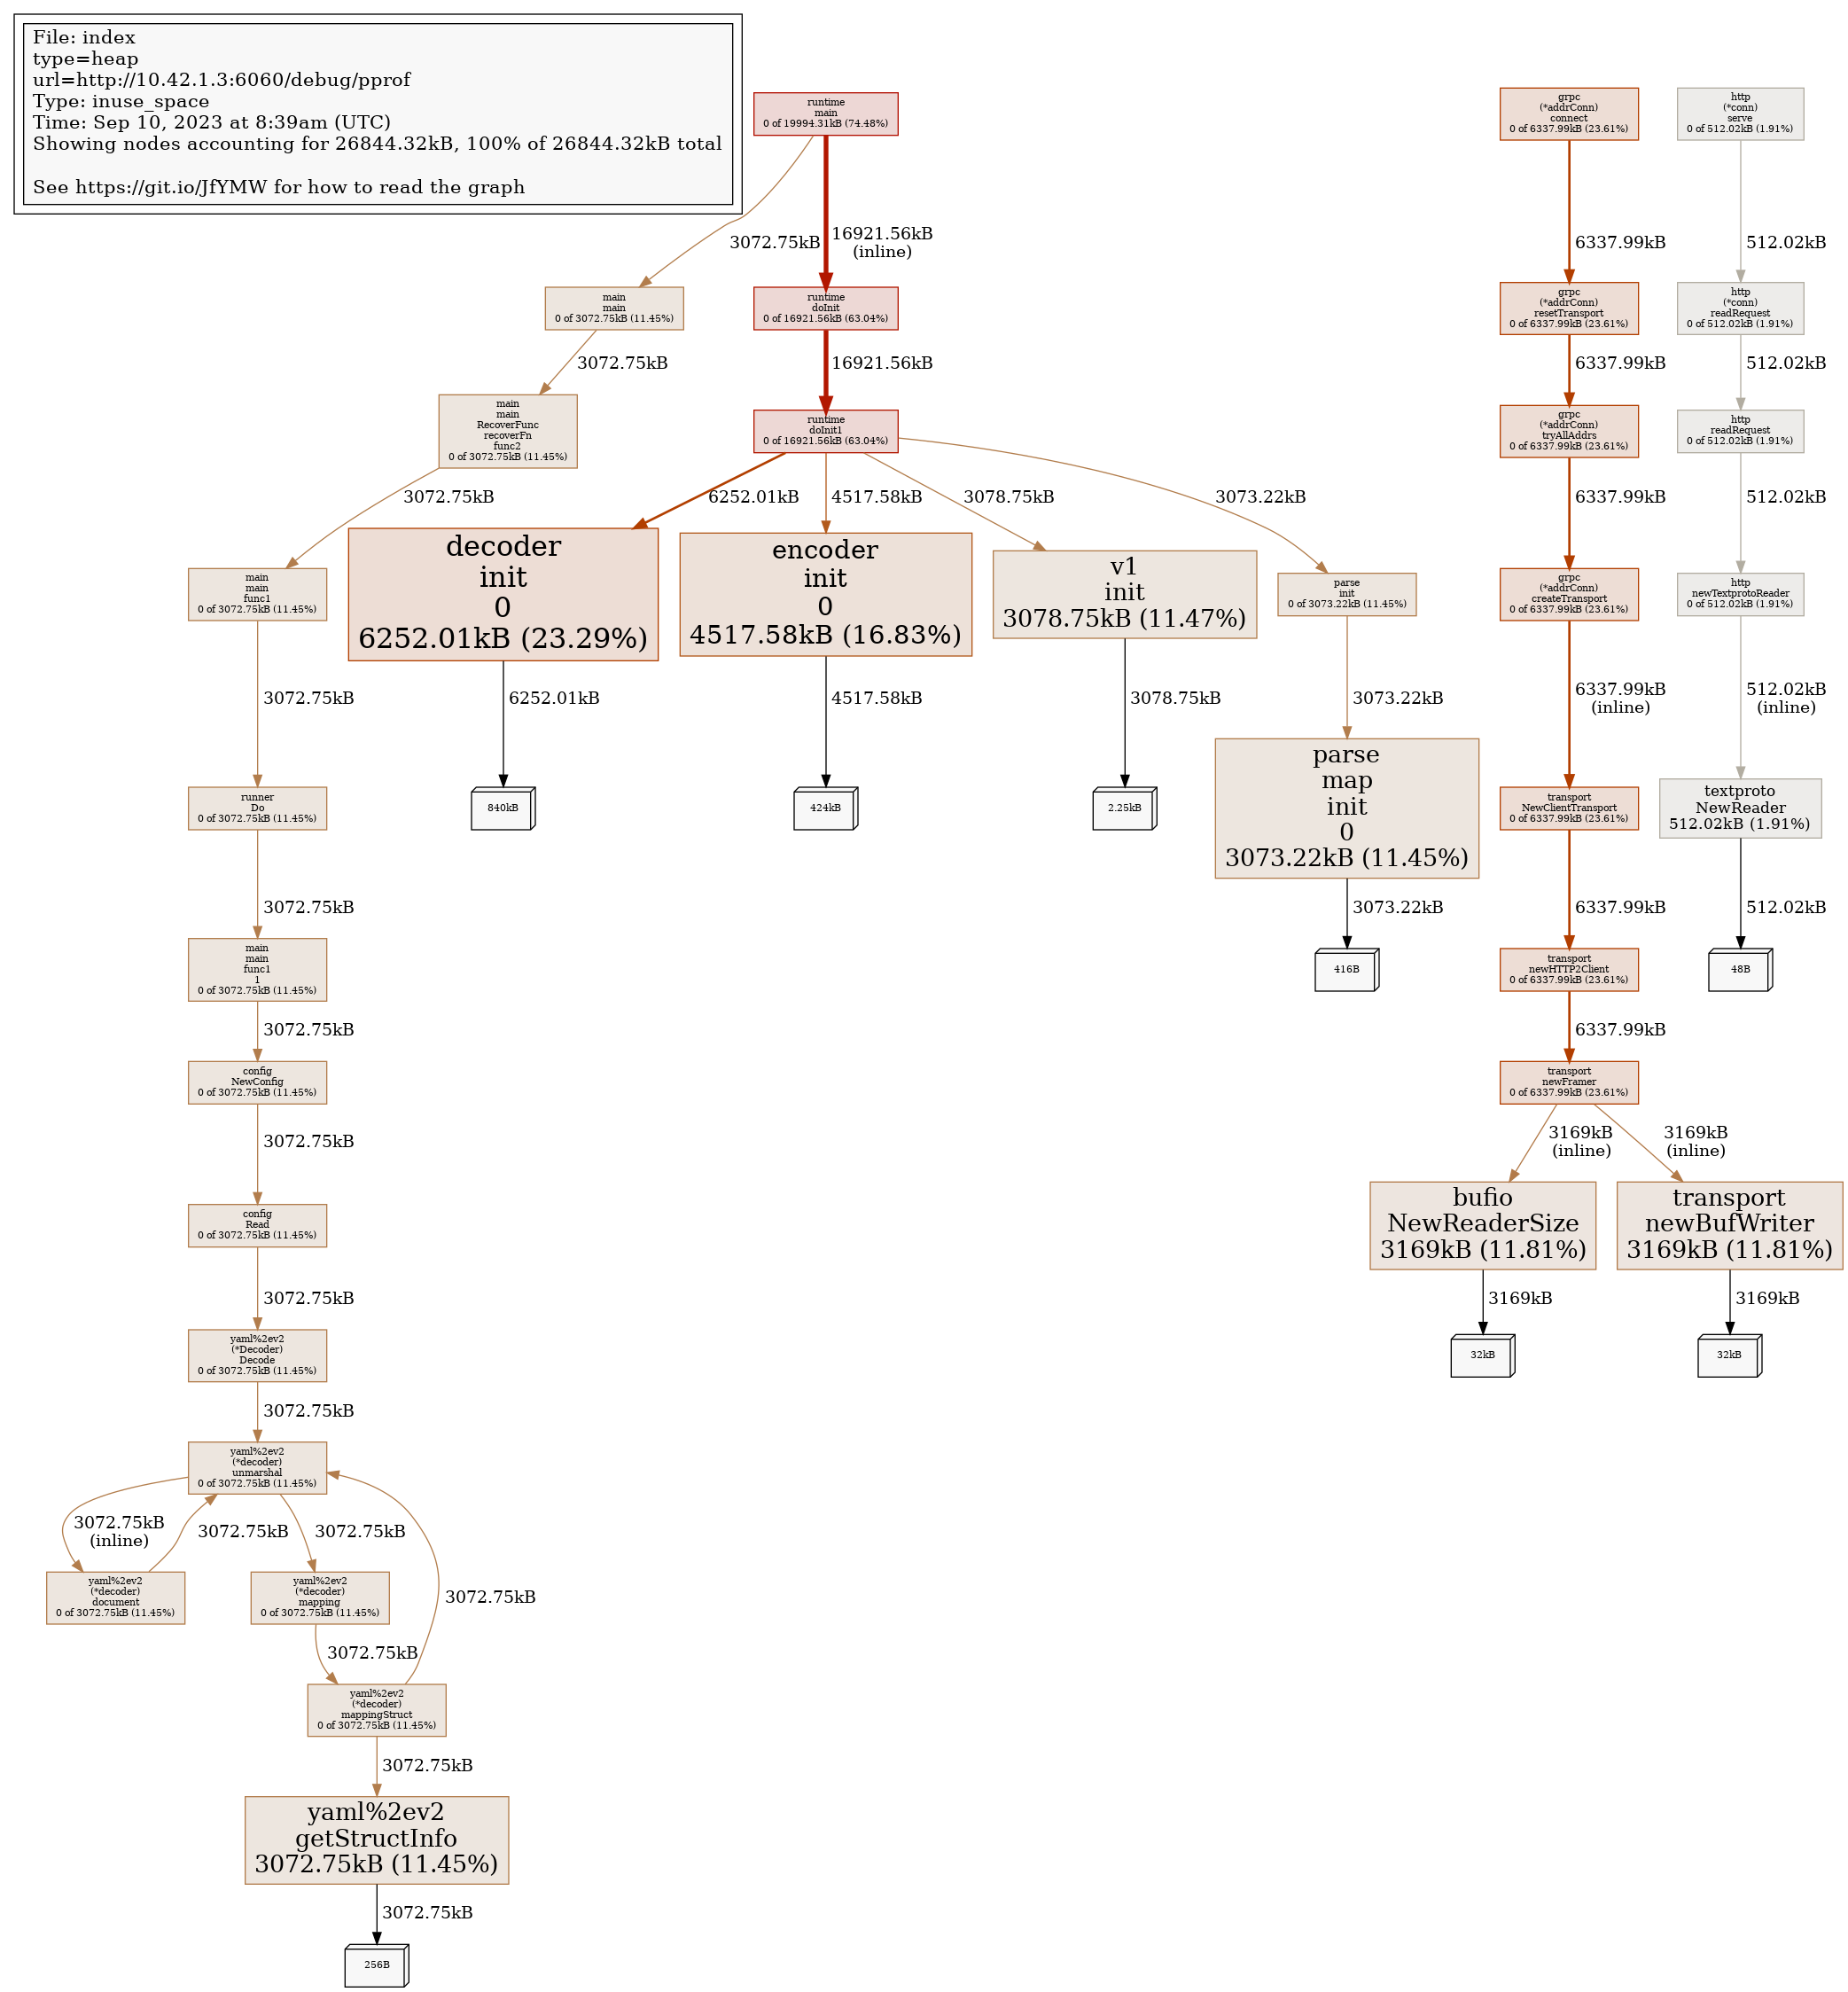 File: index
type=heap
url=http://10.42.1.3:6060/debug/pprof
Type: inuse_space
Time: Sep 10, 2023 at 8:39am (UTC)
Showing nodes accounting for 26844.32kB, 100% of 26844.32kB total
See https://git.io/JfYMW for how to read the graph
runtime
main
0 of 19994.31kB (74.48%)
3072.75kB
16921.56kB
(inline)
main
main
0 of 3072.75kB (11.45%)
runtime
doInit
0 of 16921.56kB (63.04%)
3072.75kB
16921.56kB
main
main
RecoverFunc
recoverFn
func2
0 of 3072.75kB (11.45%)
runtime
doInit1
0 of 16921.56kB (63.04%)
3072.75kB
6252.01kB
4517.58kB
3078.75kB
3073.22kB
main
main
func1
0 of 3072.75kB (11.45%)
decoder
init
0
6252.01kB (23.29%)
encoder
init
0
4517.58kB (16.83%)
v1
init
3078.75kB (11.47%)
parse
init
0 of 3073.22kB (11.45%)
3072.75kB
6252.01kB
4517.58kB
3078.75kB
3073.22kB
runner
Do
0 of 3072.75kB (11.45%)
840kB
424kB
2.25kB
parse
map
init
0
3073.22kB (11.45%)
3072.75kB
3073.22kB
416B
main
main
func1
1
0 of 3072.75kB (11.45%)
3072.75kB
config
NewConfig
0 of 3072.75kB (11.45%)
3072.75kB
config
Read
0 of 3072.75kB (11.45%)
3072.75kB
yaml%2ev2
(*Decoder)
Decode
0 of 3072.75kB (11.45%)
3072.75kB
yaml%2ev2
(*decoder)
unmarshal
0 of 3072.75kB (11.45%)
3072.75kB
(inline)
3072.75kB
3072.75kB
3072.75kB
yaml%2ev2
(*decoder)
document
0 of 3072.75kB (11.45%)
yaml%2ev2
(*decoder)
mapping
0 of 3072.75kB (11.45%)
3072.75kB
yaml%2ev2
(*decoder)
mappingStruct
0 of 3072.75kB (11.45%)
3072.75kB
yaml%2ev2
getStructInfo
3072.75kB (11.45%)
3072.75kB
256B
grpc
(*addrConn)
connect
0 of 6337.99kB (23.61%)
6337.99kB
grpc
(*addrConn)
resetTransport
0 of 6337.99kB (23.61%)
6337.99kB
grpc
(*addrConn)
tryAllAddrs
0 of 6337.99kB (23.61%)
6337.99kB
grpc
(*addrConn)
createTransport
0 of 6337.99kB (23.61%)
6337.99kB
(inline)
transport
NewClientTransport
0 of 6337.99kB (23.61%)
6337.99kB
transport
newHTTP2Client
0 of 6337.99kB (23.61%)
6337.99kB
transport
newFramer
0 of 6337.99kB (23.61%)
3169kB
(inline)
3169kB
(inline)
bufio
NewReaderSize
3169kB (11.81%)
transport
newBufWriter
3169kB (11.81%)
3169kB
3169kB
32kB
32kB
http
(*conn)
serve
0 of 512.02kB (1.91%)
512.02kB
http
(*conn)
readRequest
0 of 512.02kB (1.91%)
512.02kB
http
readRequest
0 of 512.02kB (1.91%)
512.02kB
http
newTextprotoReader
0 of 512.02kB (1.91%)
512.02kB
(inline)
textproto
NewReader
512.02kB (1.91%)
512.02kB
48B